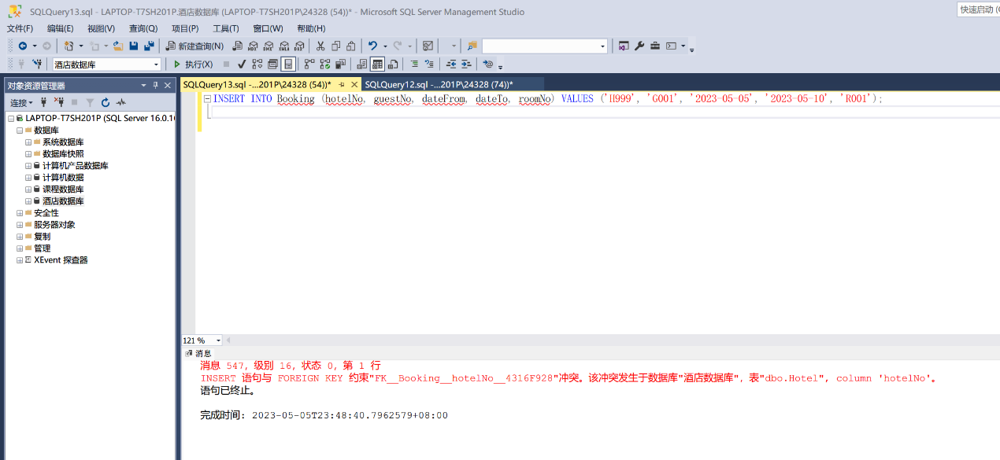 SQLQuery13.sql - LAPTOP-T7SH201P.酒店数据库 (LAPTOP-T7SH201P\24328 (54))* - Microsoft SQL Server Management Studio
快速启动 (
文件(F) 编辑(E) 视图(V) 查询(Q) 项目(P) 工具(T) 窗口(W) 帮助(H)
新建查询(N)
酒店数据库 执行(X)
对象资源管理器
连接
LAPTOP-T7SH201P (SQL Server 16.0.1
数据库
系统数据库
数据库快照
计算机产品数据库
计算机数据
课程数据库
酒店数据库
安全性
服务器对象
复制
管理
XEvent 探查器
SQLQuery13.sql -...201P\24328 (54))* SQLQuery12.sql -...201P\24328 (74))*
INSERT INTO Booking (hotelNo, guestNo, dateFrom, dateTo, roomNo) VALUES ('H999', 'G001', '2023-05-05', '2023-05-10', 'R001');
121 %
消息
消息 547，级别 16，状态 0，第 1 行
INSERT 语句与 FOREIGN KEY 约束"FK__Booking__hotelNo__4316F928"冲突。该冲突发生于数据库"酒店数据库"，表"dbo.Hotel", column 'hotelNo'。
语句已终止。
完成时间: 2023-05-05T23:48:40.7962579+08:00